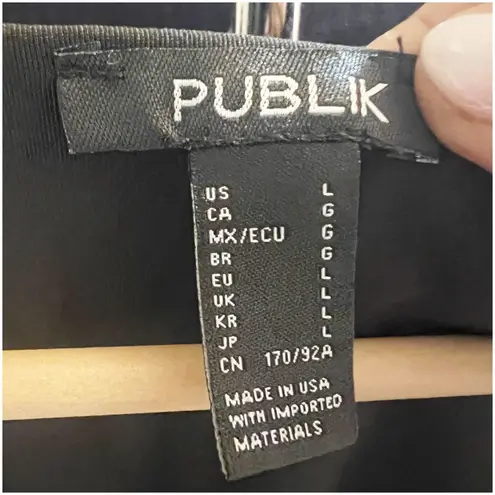 PUBLIK
US L
CA G
MX/ECU G
BR G
EU L
UK L
KR L
JP L
CN 170/92A
MADE IN USA
WITH IMPORTED
MATERIALS